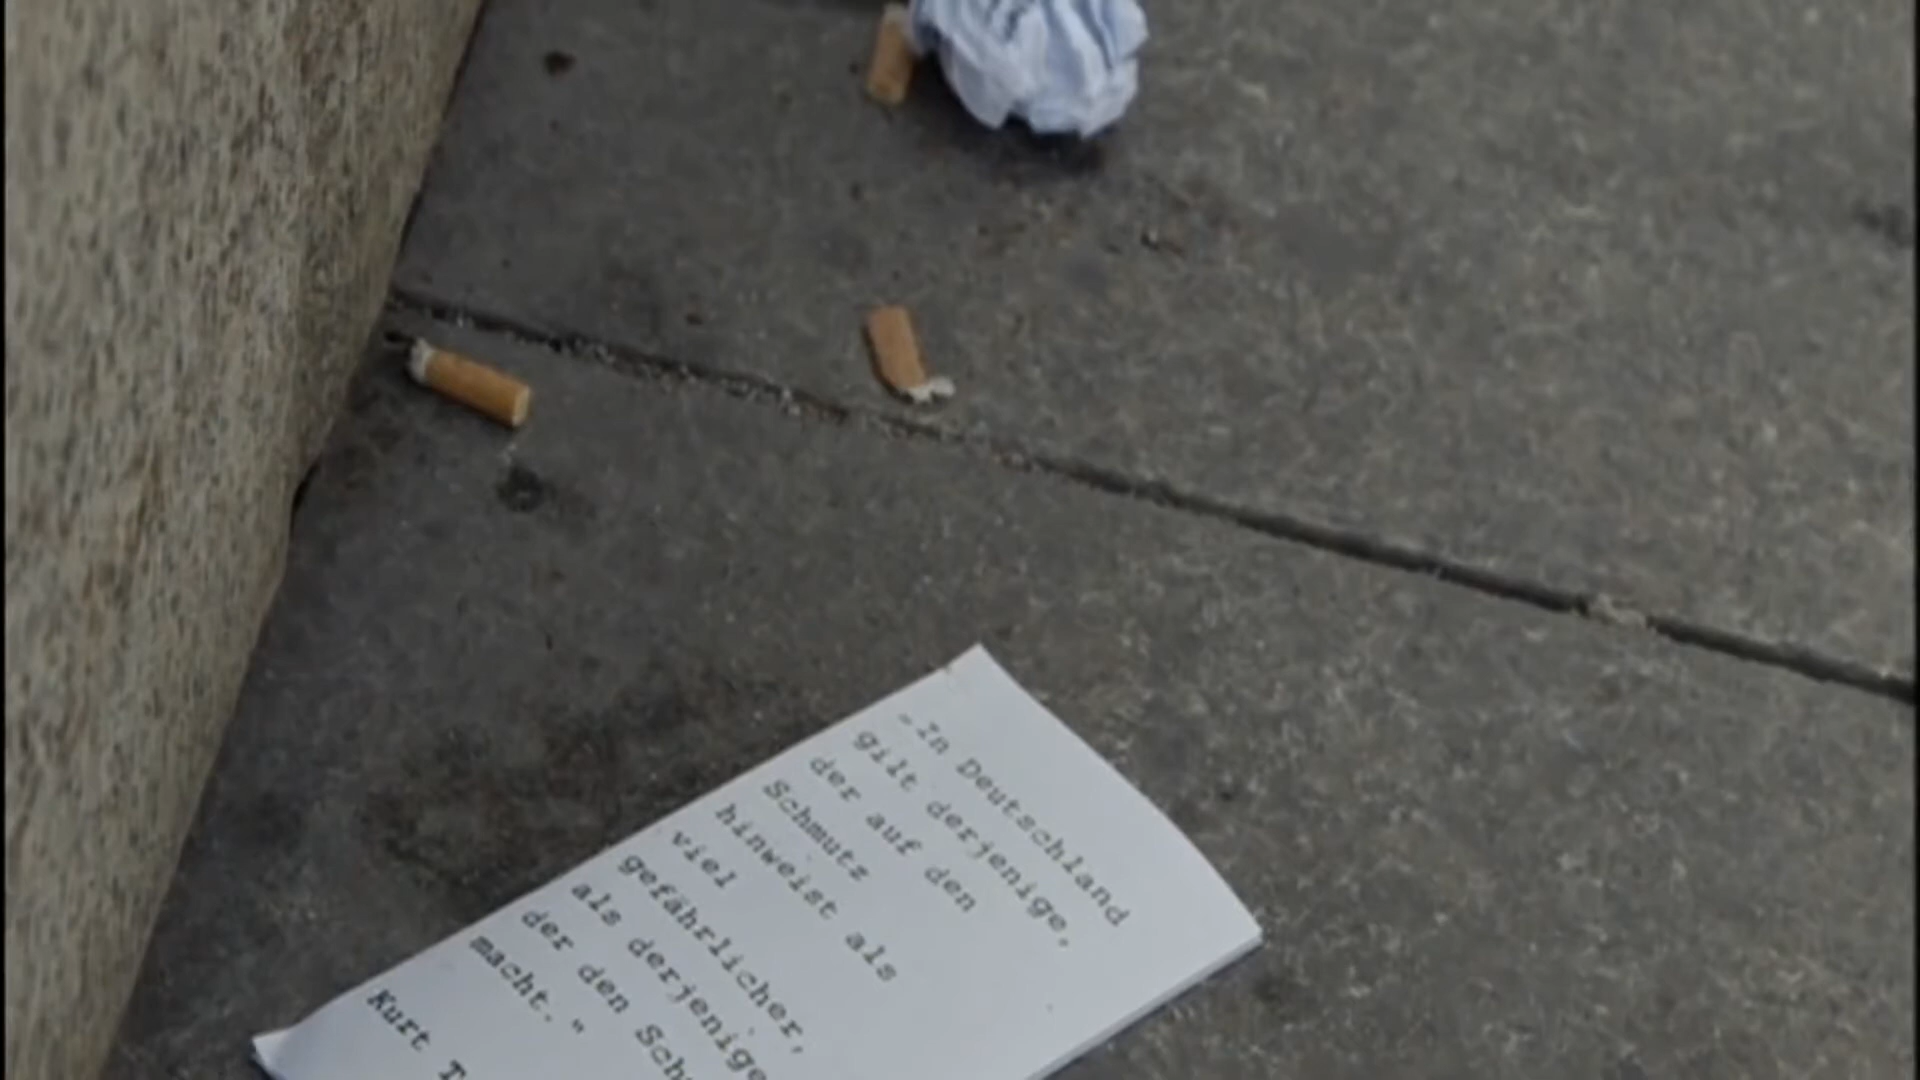 „In Deutschland
gilt derjenige,
der auf den
Schmutz
hinweist als
viel
gefährlicher,
als derjenige
der den
macht."
Kurt